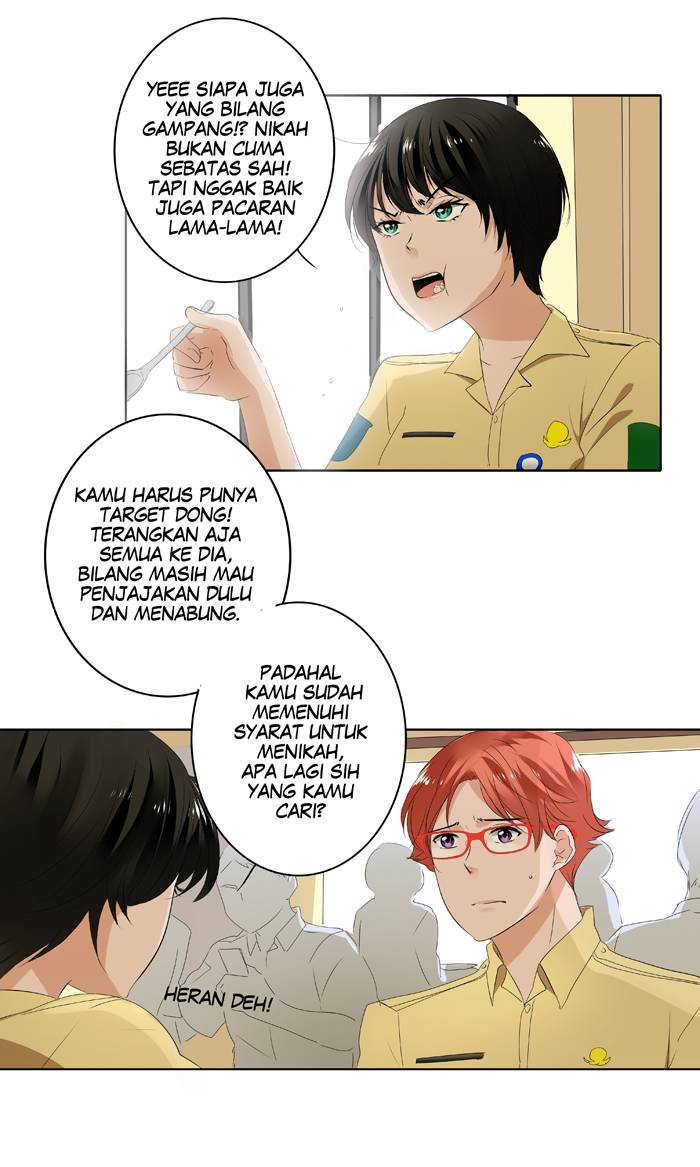 YEEE SIAPA JUGA
YANG BILANG
GAMPANG!? NIKAH
BUKAN CUMA
SEBATAS SAH!
TAPI NGGAK BAIK
JUGA PACARAN
LAMA-LAMA!
KAMU HARUS PUNYA
TARGET DONG!
TERANGKAN AJA
SEMUA KE DIA,
BILANG MASIH MAU
PENJAJAKAN DULU
DAN MENABUNG.
PADAHAL
KAMU SUDAH
MEMENUHI
SYARAT UNTUK
MENIKAH,
APA LAGI SIH
YANG KAMU
CARI?
HERAN DEH!